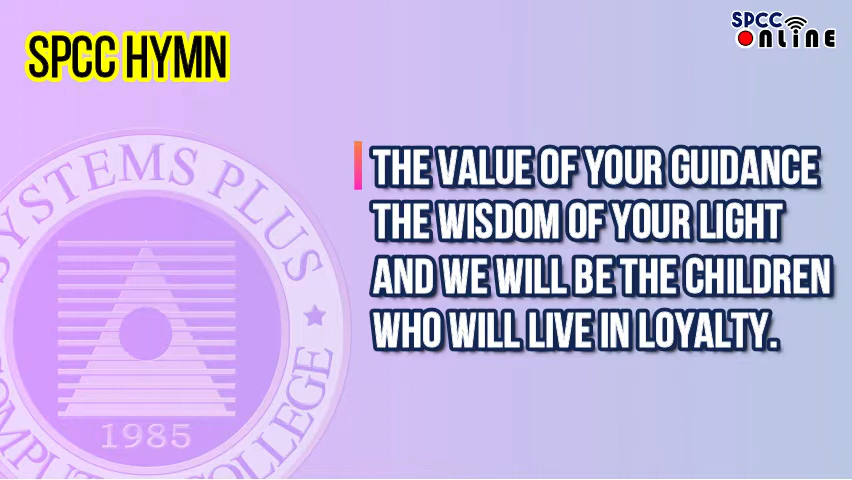 SPCC HYMN
SPCC
ONLINE
THE VALUE OF YOUR GUIDANCE
THE WISDOM OF YOUR LIGHT
AND WE WILL BE THE CHILDREN
WHO WILL LIVE IN LOYALTY.
SYSTEMS PLUS
COMPUTER COLLEGE
1985